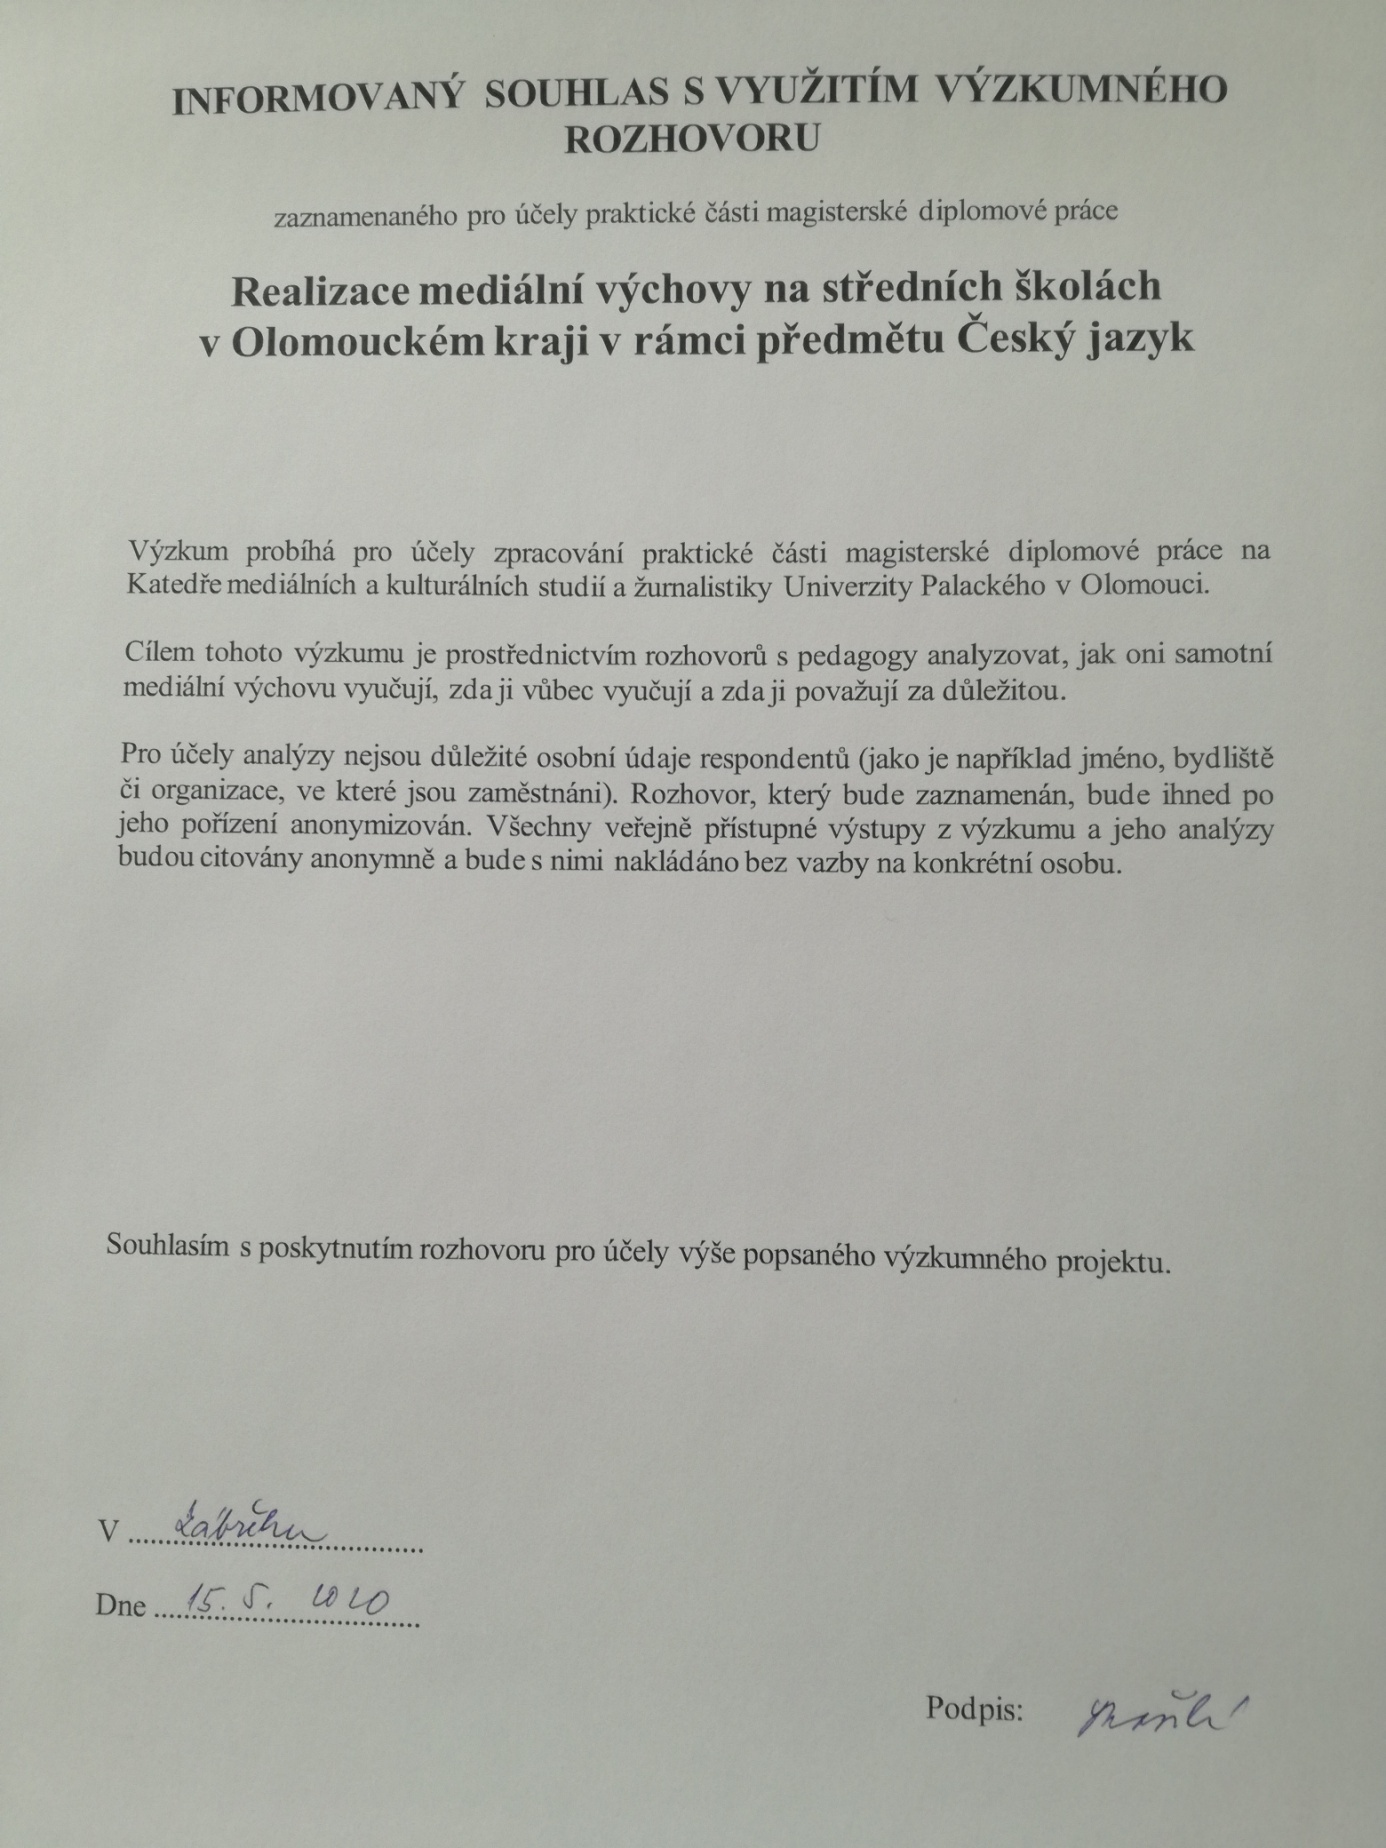 INFORMOVANÝ SOUHLAS S VYUŽITÍM VÝZKUMNÉHO
ROZHOVORU
zaznamenaného pro účely praktické části magisterské diplomové práce
Realizace mediální výchovy na středních školách
v Olomouckém kraji v rámci předmětu Český jazyk
Výzkum probíhá pro účely zpracování praktické části magisterské diplomové práce na
Katedře mediálních a kulturálních studií a žurnalistiky Univerzity Palackého v Olomouci.
Cílem tohoto výzkumu je prostřednictvím rozhovorů s pedagogy analyzovat, jak oni samotní
mediální výchovu vyučují, zda ji vůbec vyučují a zda ji považují za důležitou.
Pro účely analýzy nejsou důležité osobní údaje respondentů (jako je například jméno, bydliště
či organizace, ve které jsou zaměstnáni). Rozhovor, který bude zaznamenán, bude ihned po
jeho pořízení anonymizován. Všechny veřejně přístupné výstupy z výzkumu a jeho analýzy
budou citovány anonymně a bude s nimi nakládáno bez vazby na konkrétní osobu.
Souhlasím s poskytnutím rozhovoru pro účely výše popsaného výzkumného projektu.
V Zábřehu
Dne 15. 5. 2020
Podpis: